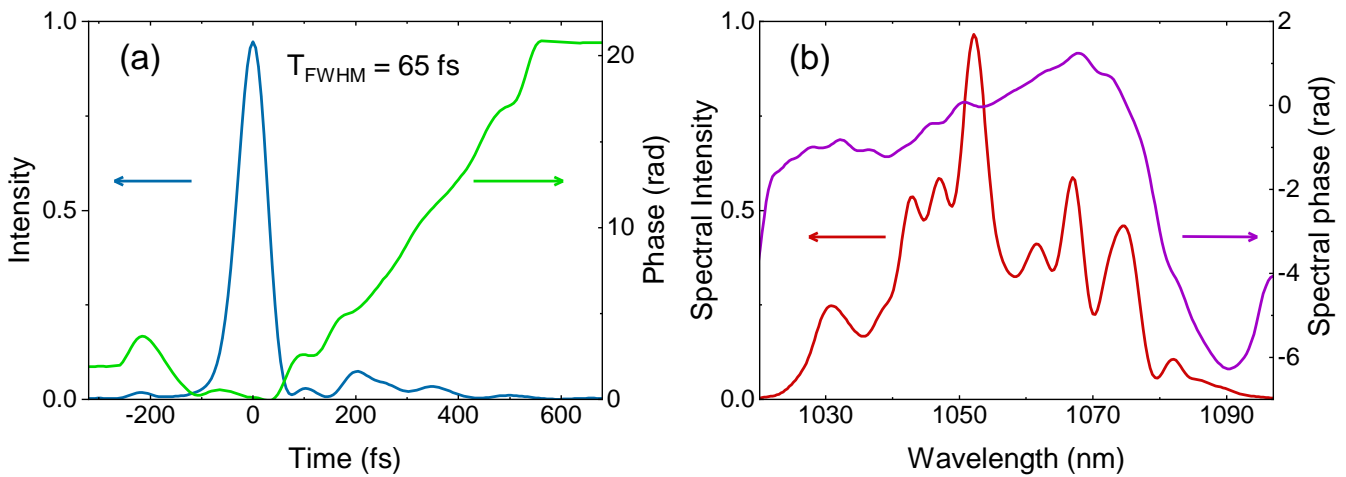 (a)
T_FWHM = 65 fs
Intensity
1.0
0.5
0.0
-200
0
200
400
600
Time (fs)
20
10
0
Phase (rad)
(b)
Spectral Intensity
1.0
0.5
0.0
1030
1050
1070
1090
Wavelength (nm)
2
0
-2
-4
-6
Spectral phase (rad)